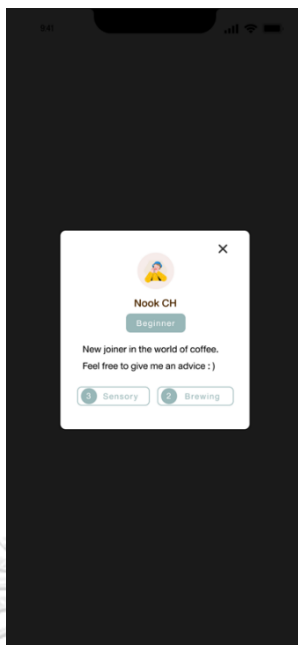 9:41
Nook CH
Beginner
New joiner in the world of coffee.
Feel free to give me an advice : )
3 Sensory
2 Brewing